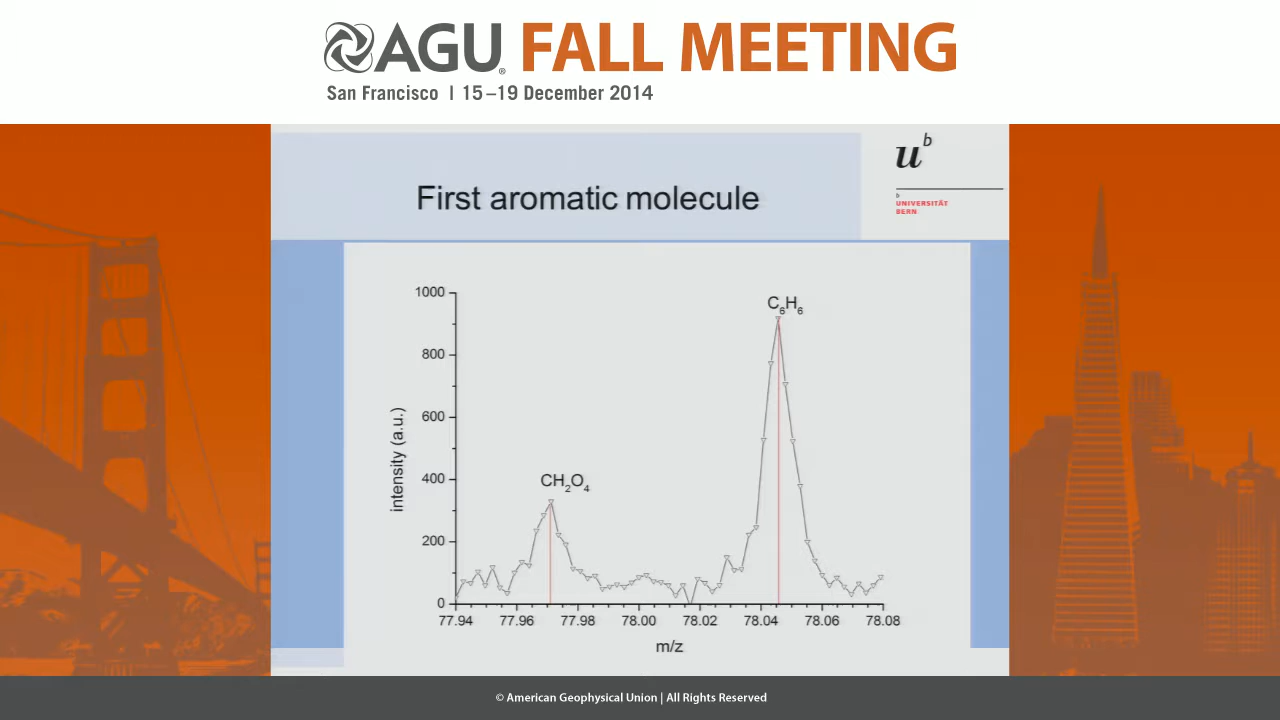 AGU® FALL MEETING
San Francisco | 15–19 December 2014
First aromatic molecule
u^b
b
UNIVERSITÄT
BERN
1000
800
600
400
200
0
intensity (a.u.)
CH₂O₄
C₆H₆
77.94 77.96 77.98 78.00 78.02 78.04 78.06 78.08
m/z
© American Geophysical Union | All Rights Reserved